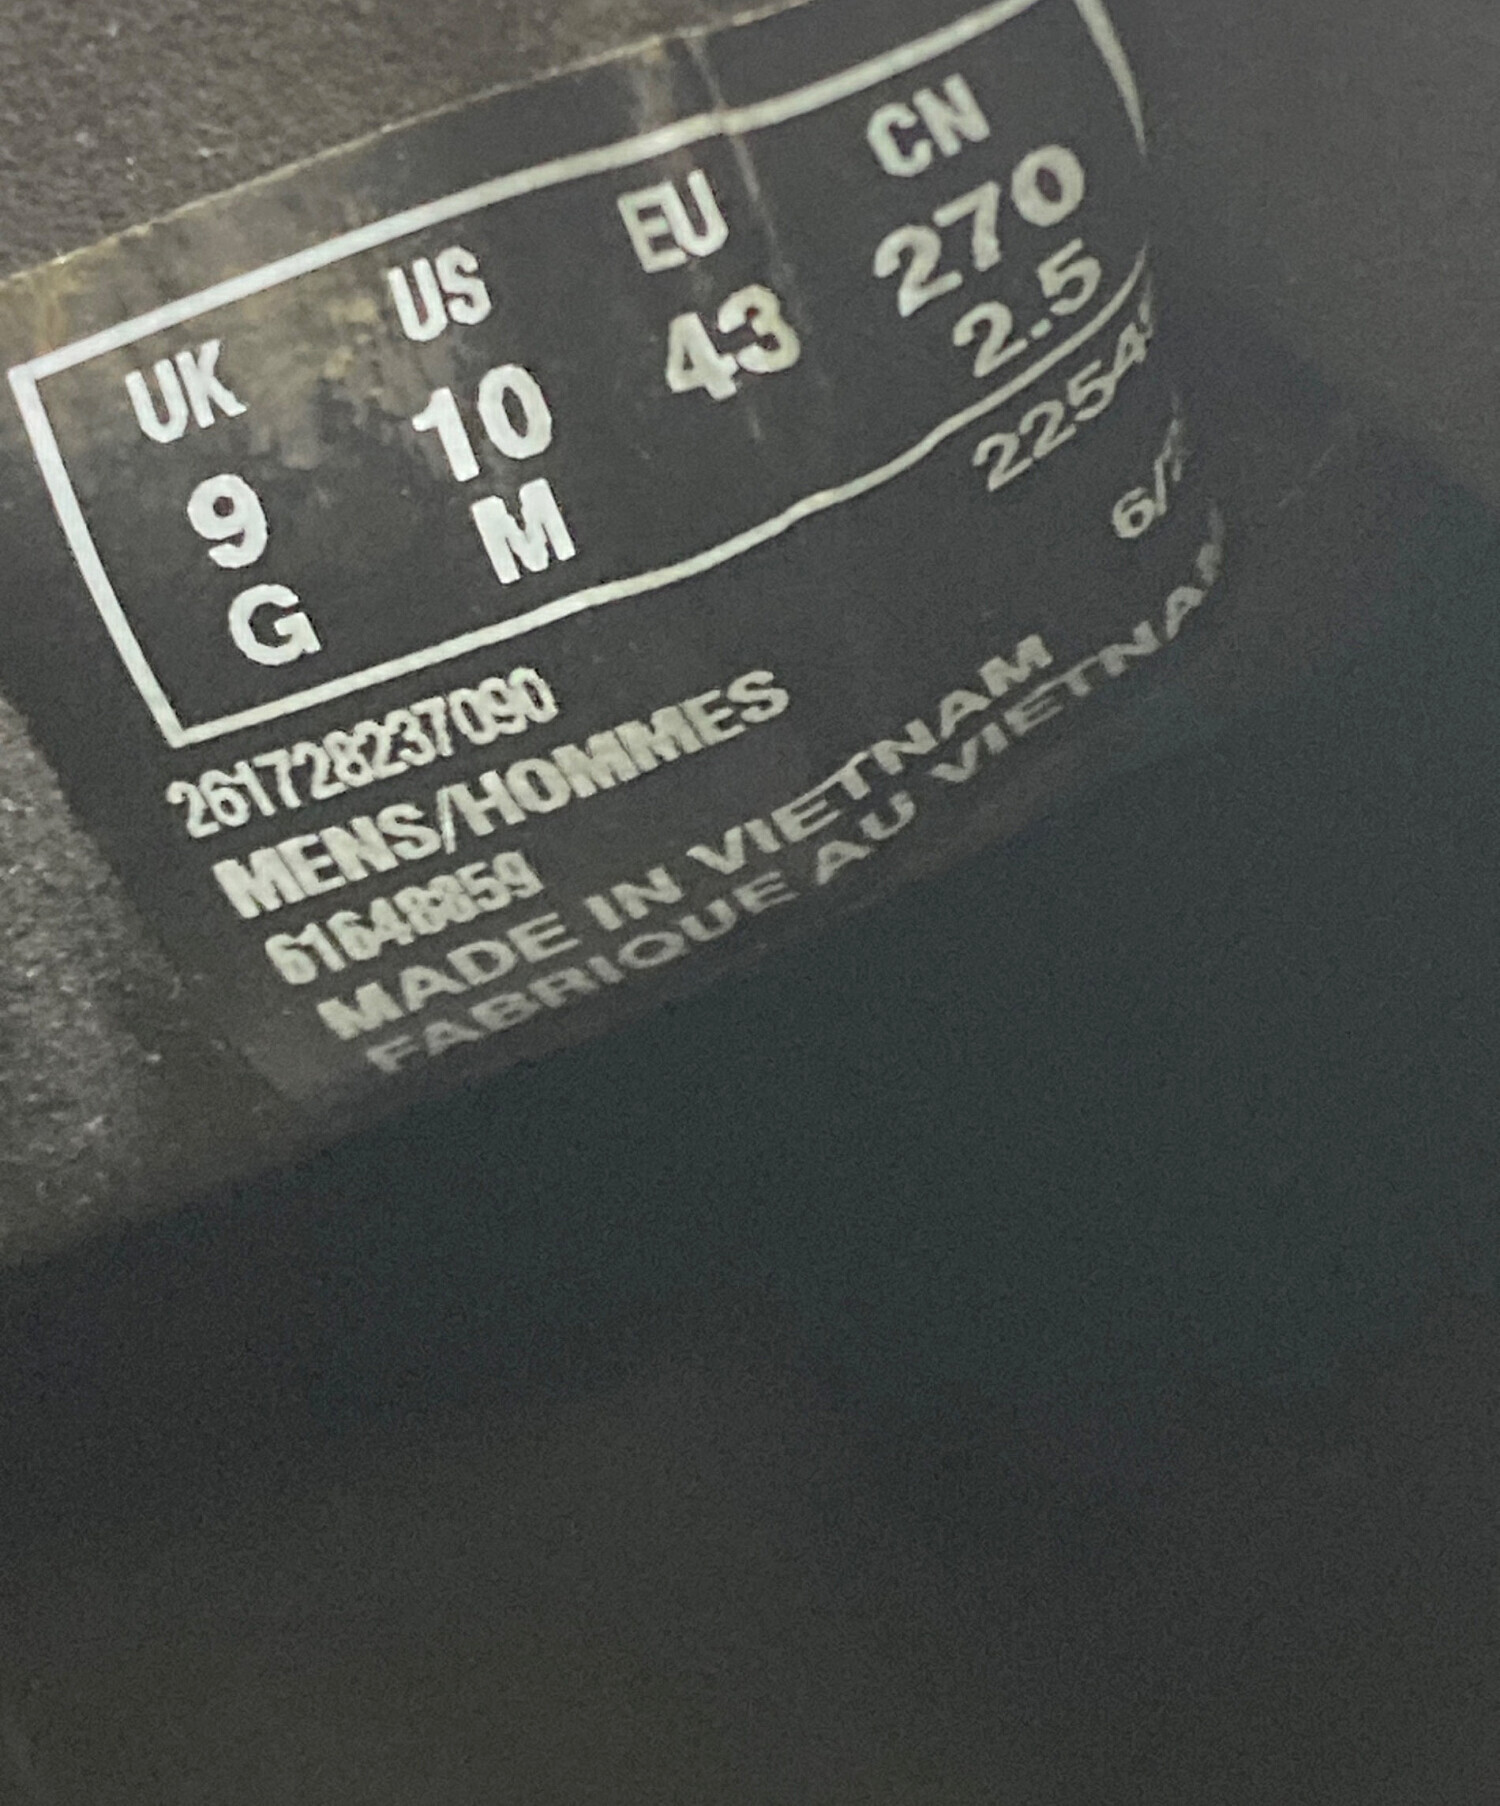 UK US EU CN
9 10 43 270
G M 2.5
261728237090
MENS/HOMMES
61648859
MADE IN VIETNAM
FABRIQUE AU VIETNAM